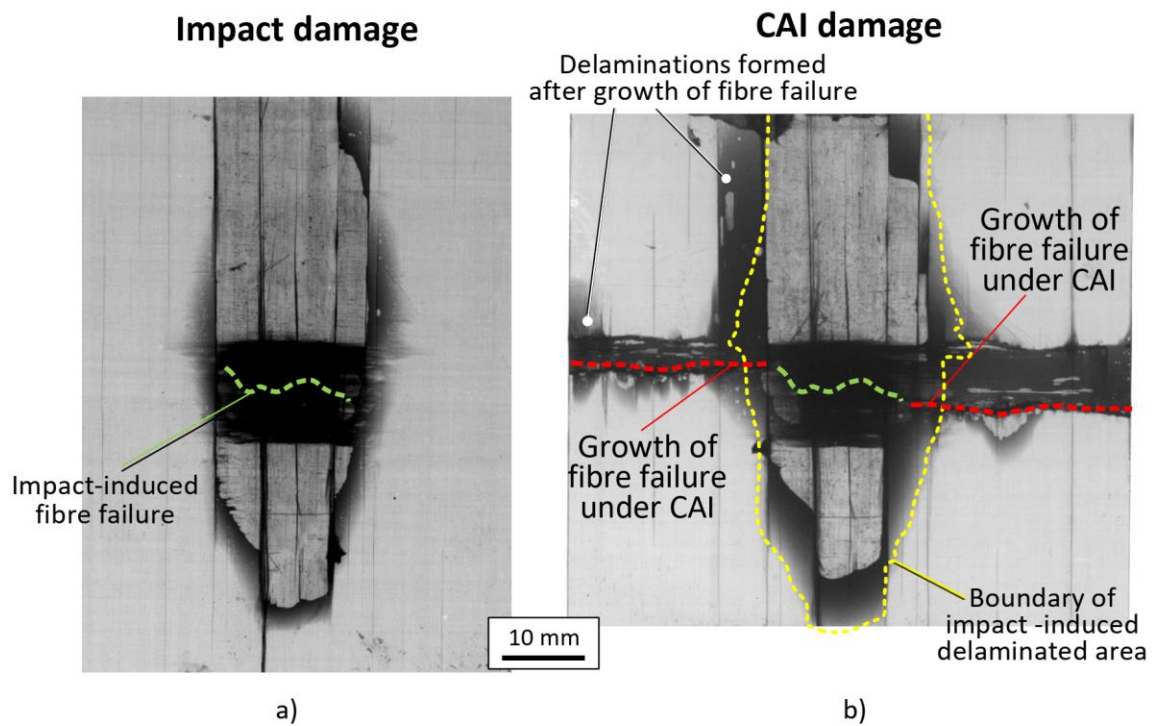 Impact damage
CAI damage
Delaminations formed
after growth of fibre failure
Growth of
fibre failure
under CAI
Impact-induced
fibre failure
Growth of
fibre failure
under CAI
Boundary of
impact -induced
delaminated area
10 mm
a)
b)